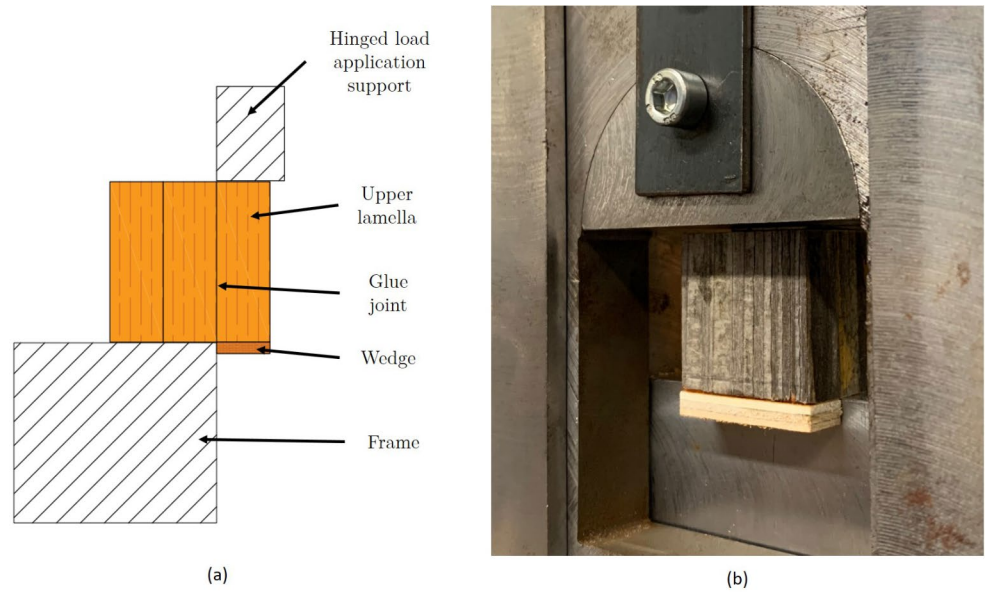 Hinged load
application
support
Upper
lamella
Glue
joint
Wedge
Frame
(a)
(b)